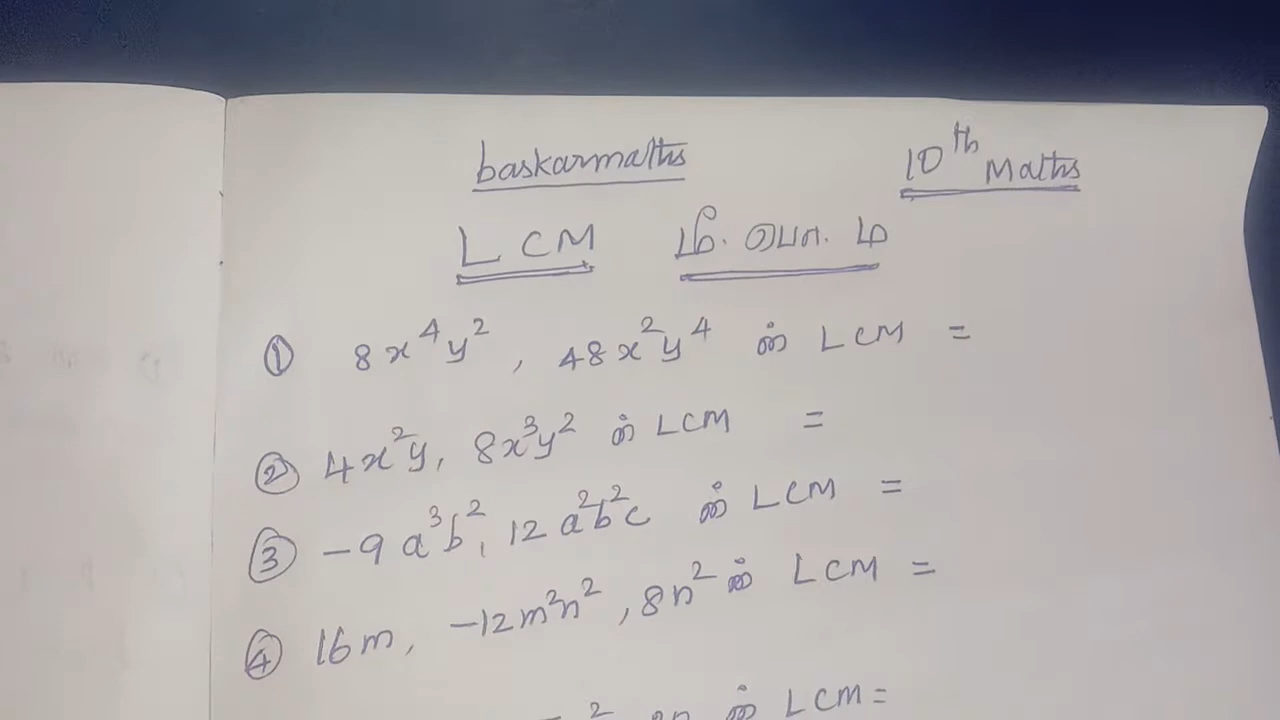 baskarmaths
10th Maths
LCM மீ. பொ. ம
① 8x⁴y², 48x²y⁴ ன் LCM =
② 4x²y, 8x³y² ன் LCM =
③ -9a³b², 12a²b²c ன் LCM =
④ 16m, -12m²n², 8n² ன் LCM =
ன் LCM =